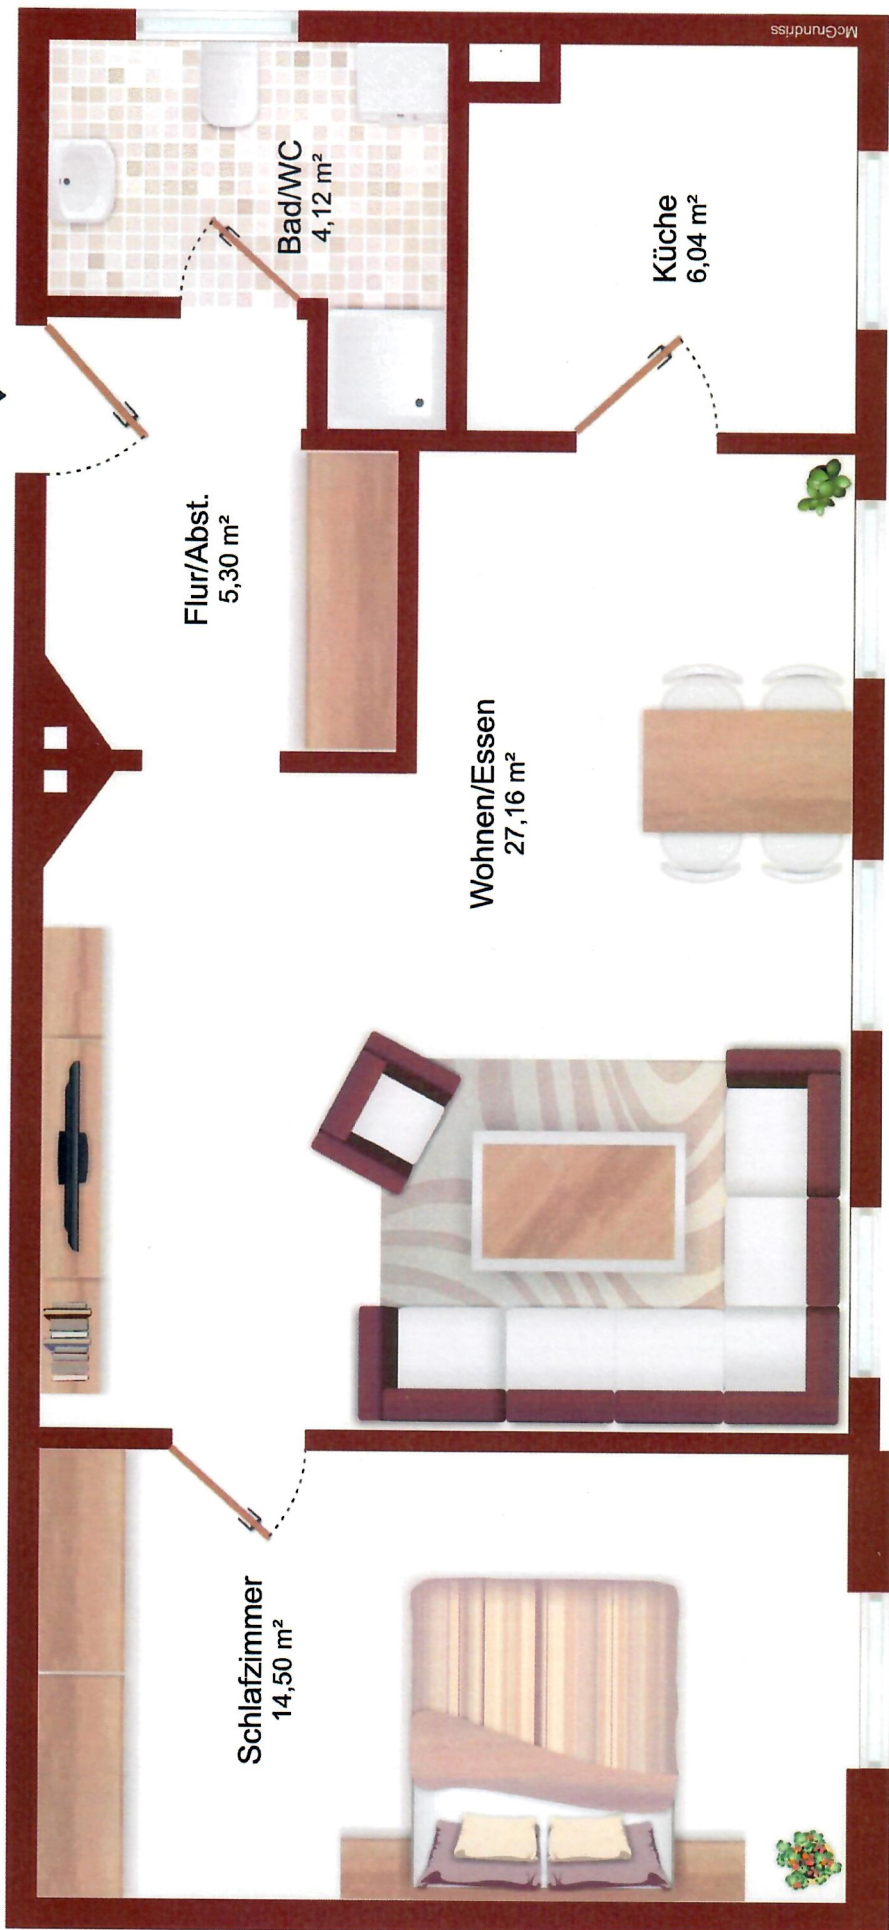 Schlafzimmer
14,50 m²
Wohnen/Essen
27,16 m²
Flur/Abst.
5,30 m²
Bad/WC
4,12 m²
Küche
6,04 m²
McGrundriss